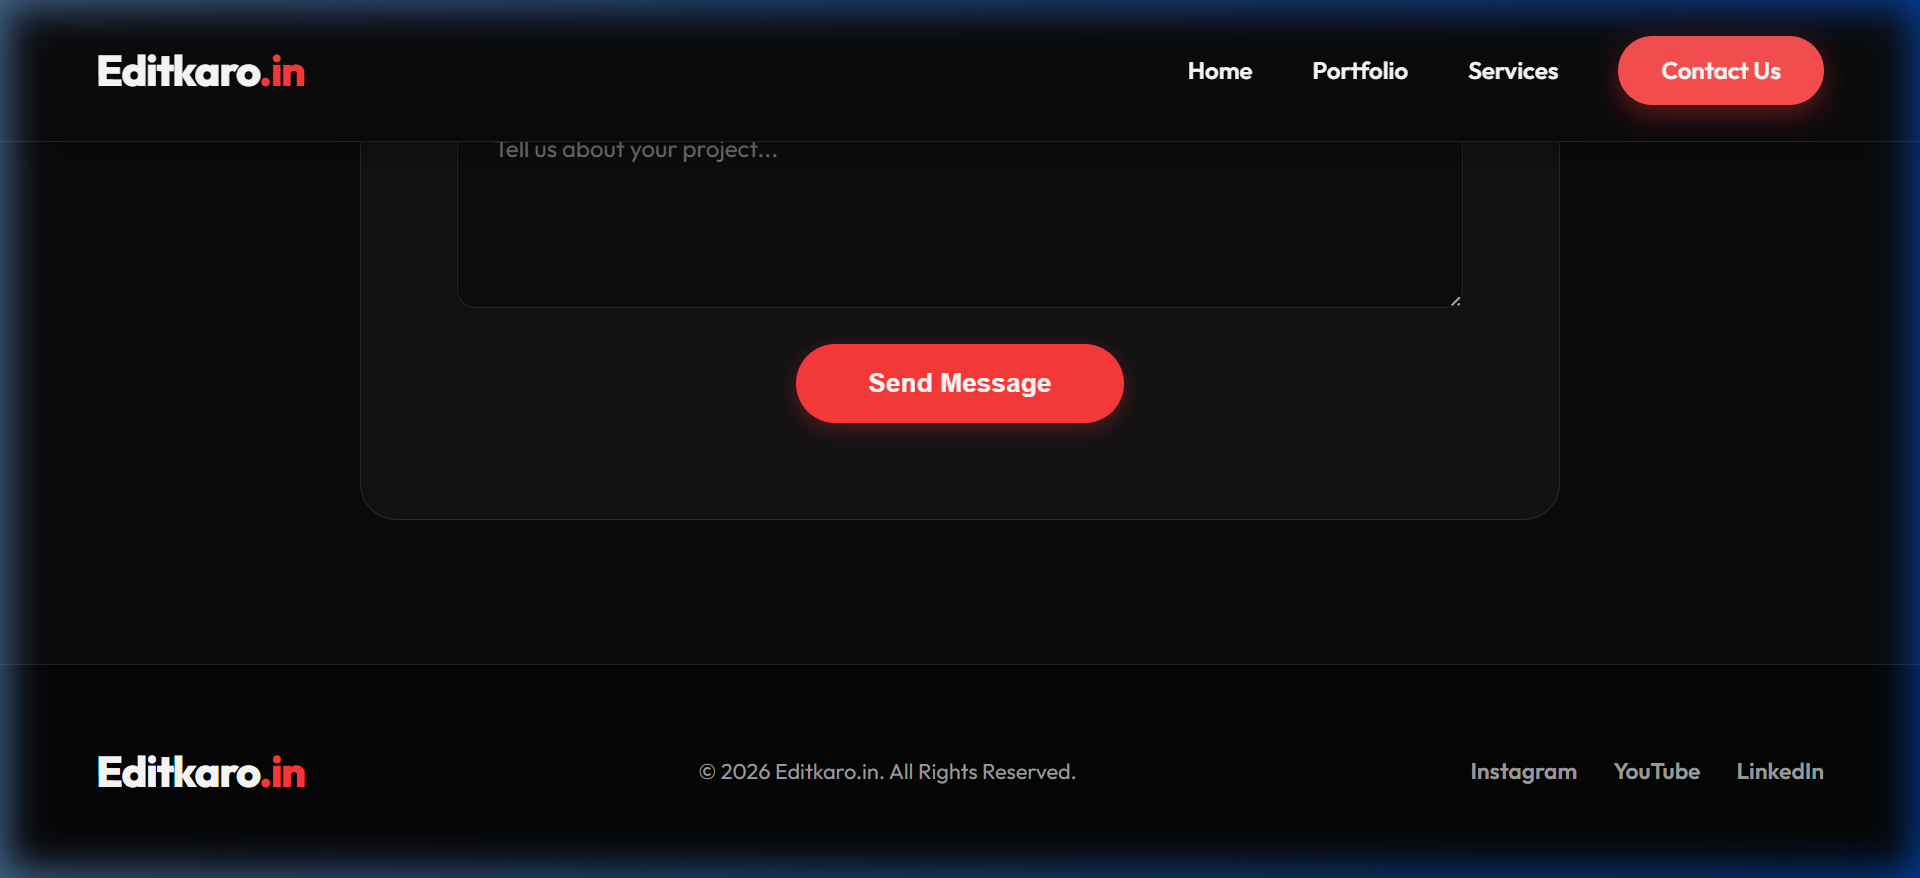 Editkaro.in
Home Portfolio Services Contact Us
Tell us about your project...
Send Message
Editkaro.in
© 2026 Editkaro.in. All Rights Reserved.
Instagram YouTube LinkedIn